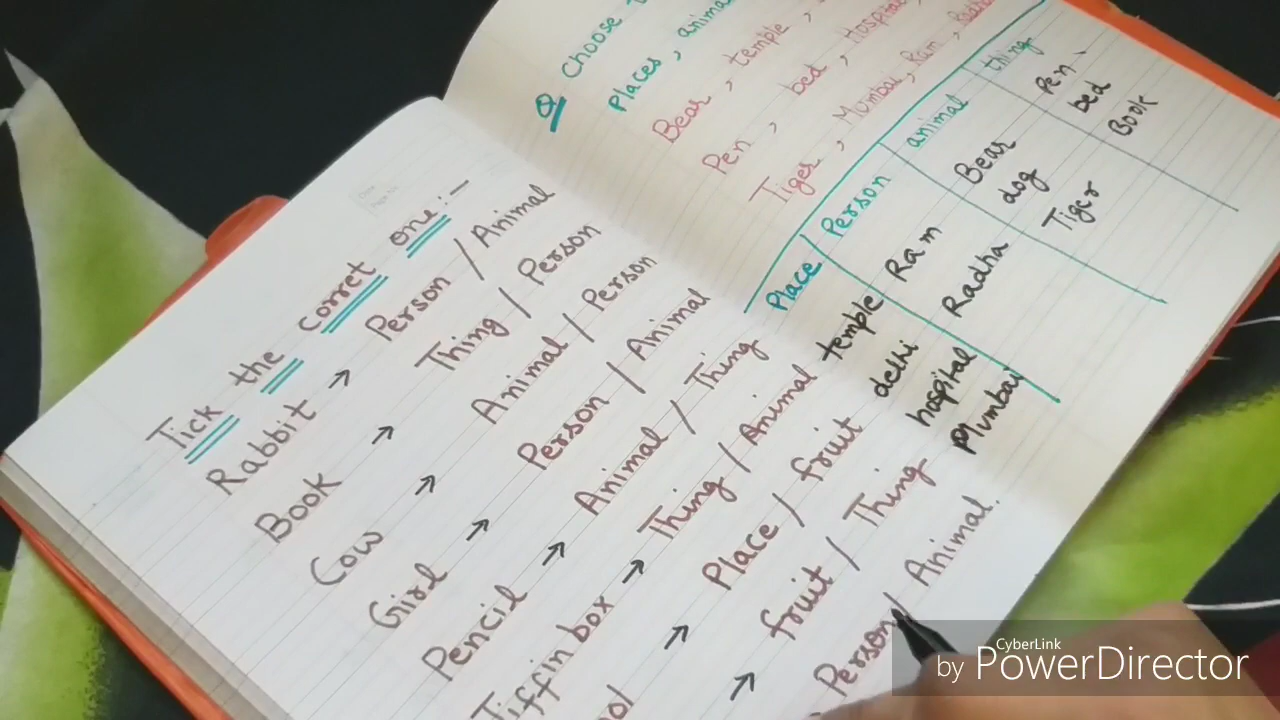 Tick the corret one:-
Rabbit → Person / Animal
Book → Thing / Person
Cow → Animal / Person
Girl → Person / Animal
Pencil → Animal / Thing
Tiffin box → Thing / Animal
→ Place / fruit
→ fruit / Thing
Person / Animal.
Q Choose
Places, animal
Bear, temple,
Pen, bed, Hospital,
Tiger, Mumbai, Ram, Radha
Place / Person animal thing
temple Ram Bear Pen
delhi Radha dog bed
hospital Tiger Book
Mumbai
CyberLink
by PowerDirector